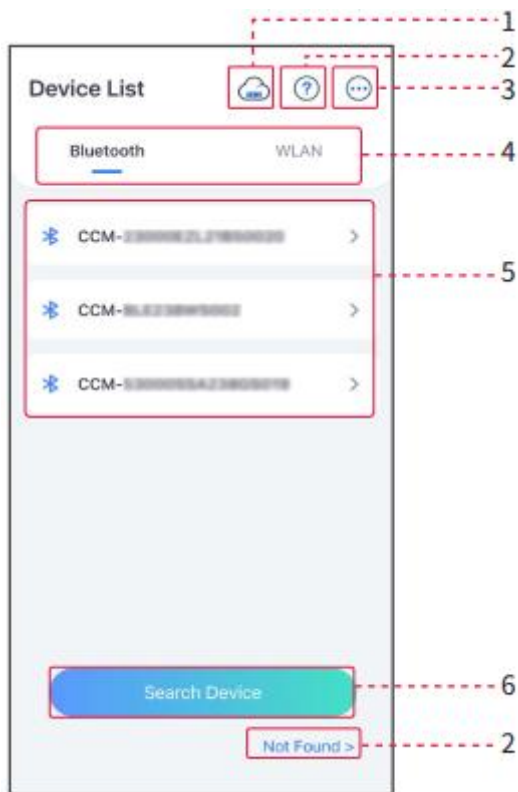 1
2
Device List ? 3
Bluetooth WLAN 4
CCM-
5
CCM-
CCM-
Search Device 6
Not Found > 2